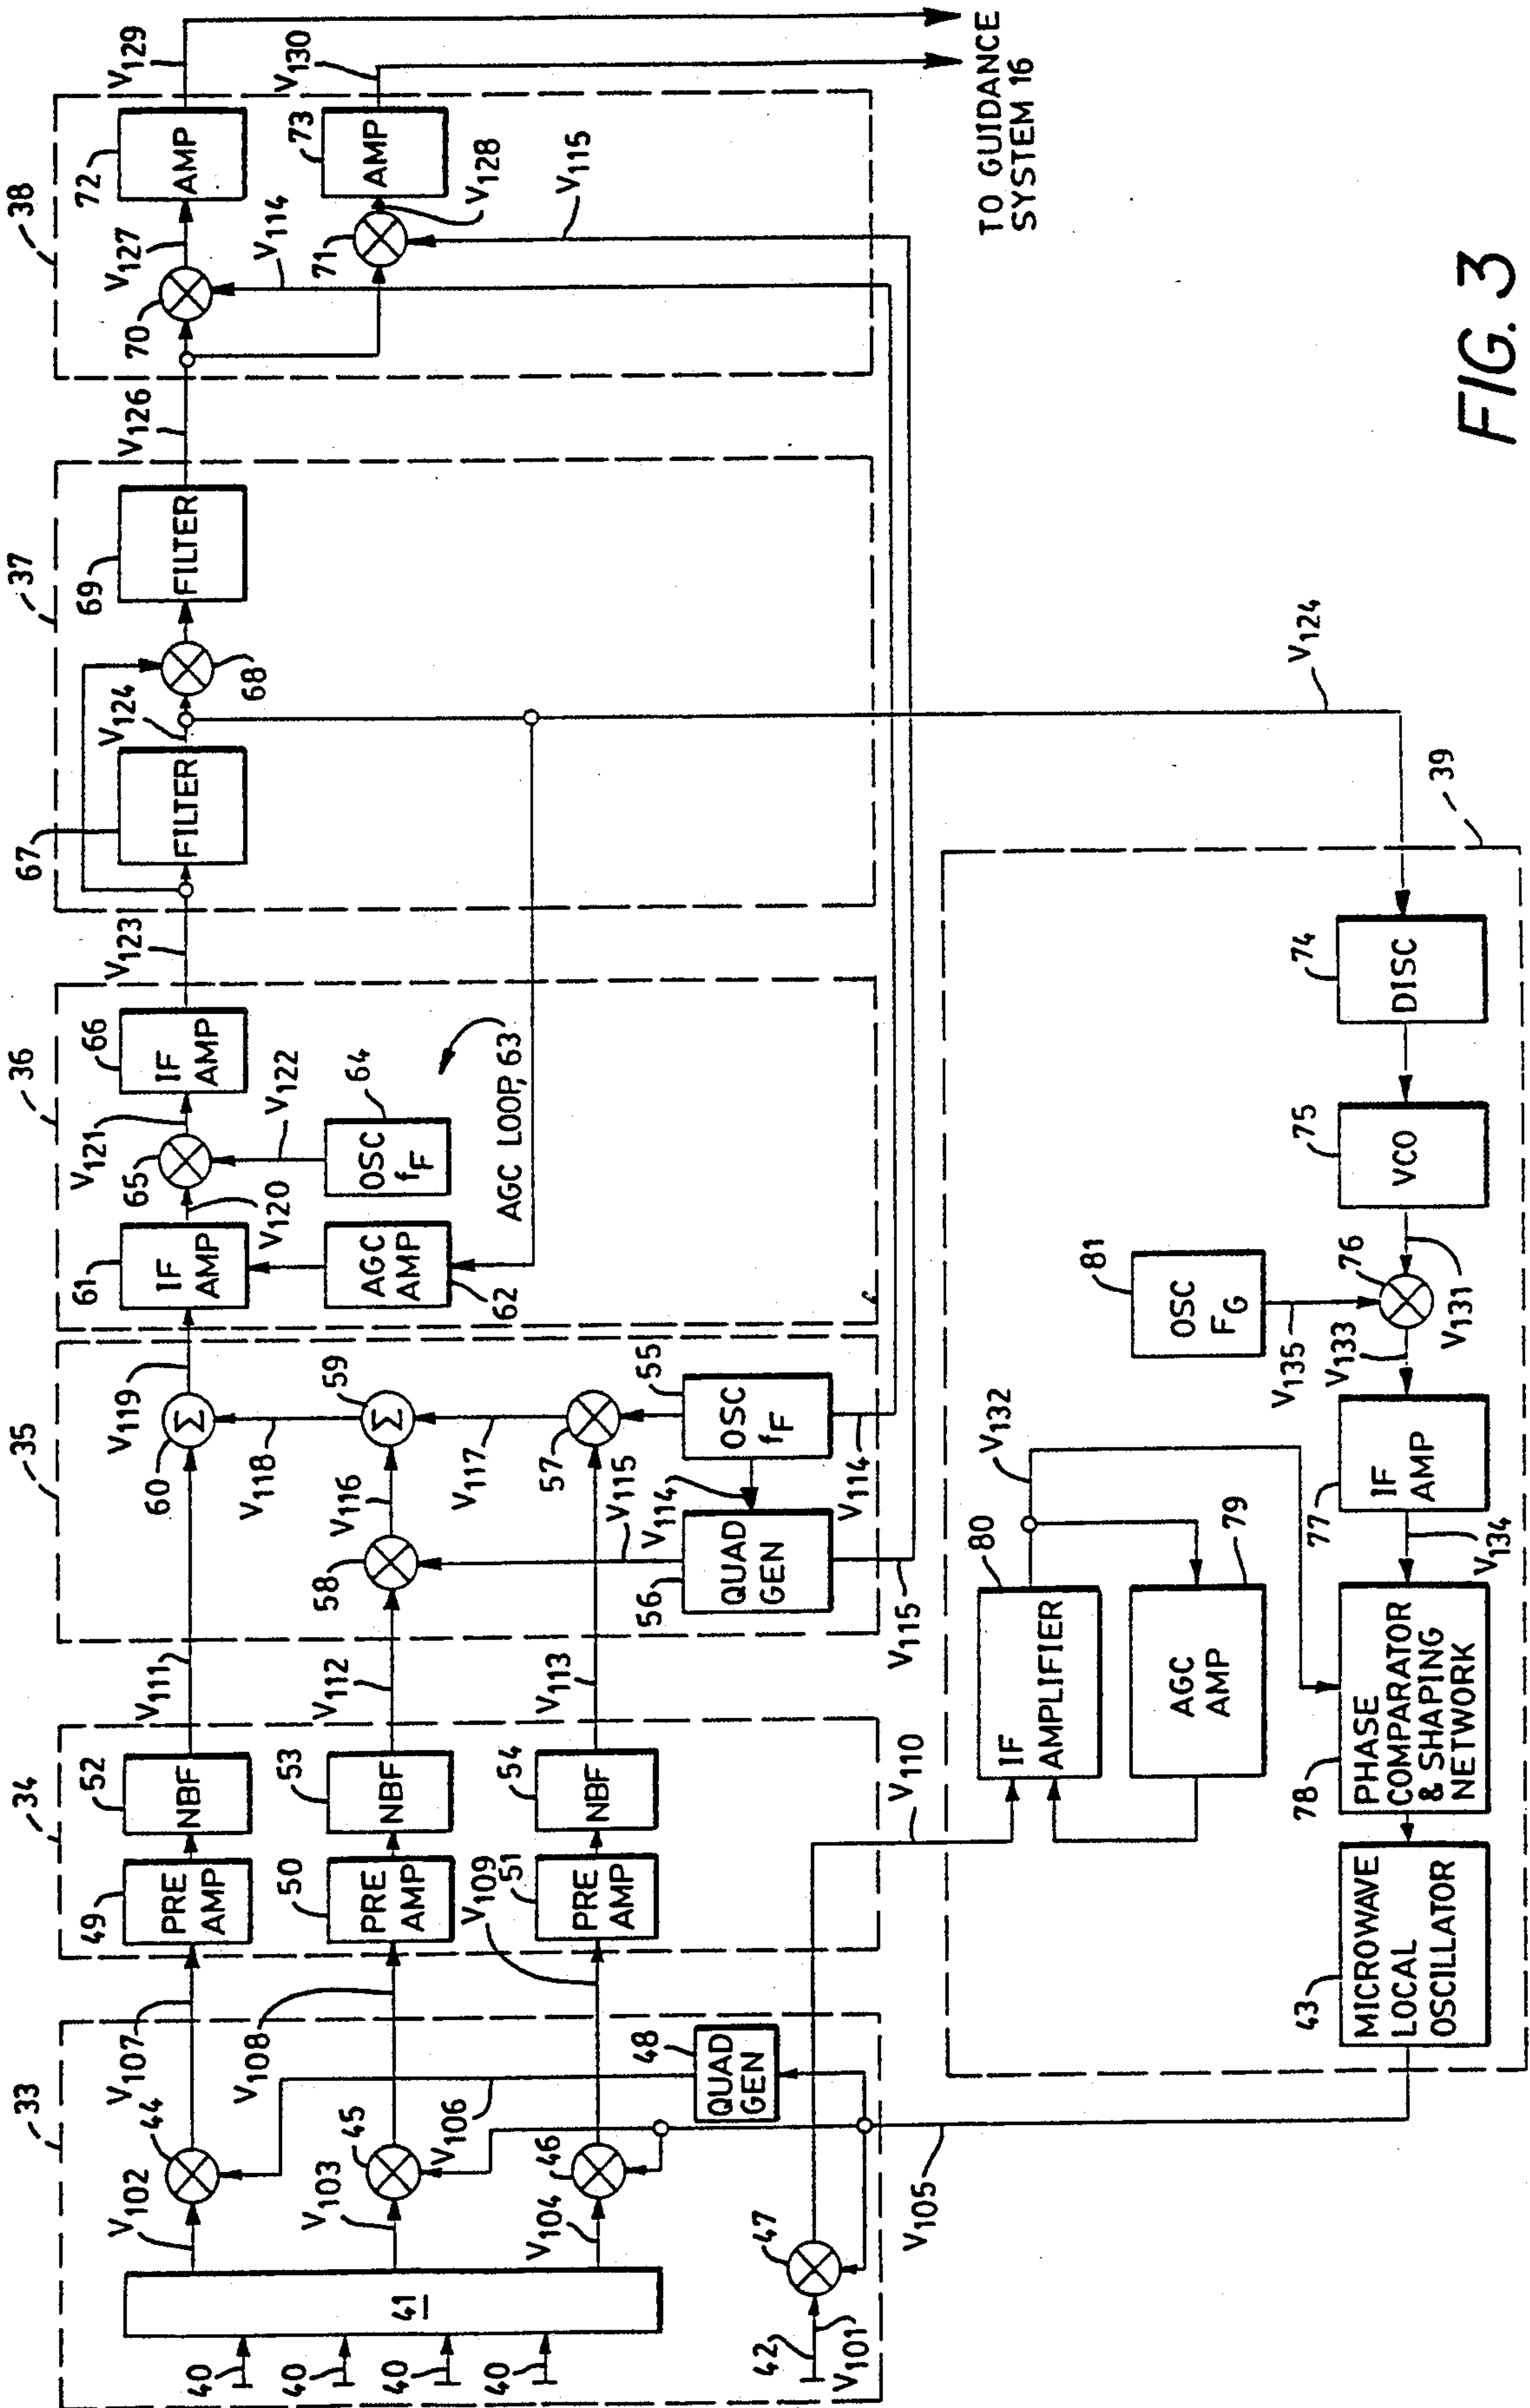 33
34
35
36
37
38
40
40
40
40
41
42
V101
V102
V103
V104
44
45
46
47
V107
V108
V109
V106
48
QUAD
GEN
V105
49
PRE
AMP
50
PRE
AMP
51
PRE
AMP
52
NBF
53
NBF
54
NBF
V110
V111
V112
V113
58
V116
60
Σ
V119
V118
59
Σ
V117
57
V115
V114
56
QUAD
GEN
V115
55
OSC
fF
V114
61
IF
AMP
V120
65
V121
66
IF
AMP
V122
64
OSC
fF
AGC
AMP
62
AGC LOOP, 63
V123
67
FILTER
V124
68
69
FILTER
V126
70
V127
V114
72
AMP
V129
71
V128
73
AMP
V130
V115
TO GUIDANCE
SYSTEM 16
V124
39
74
DISC
75
VCO
76
V131
81
OSC
FG
V135
V133
77
IF
AMP
V134
V132
80
IF
AMPLIFIER
79
AGC
AMP
78
PHASE
COMPARATOR
& SHAPING
NETWORK
43
MICROWAVE
LOCAL
OSCILLATOR
FIG. 3